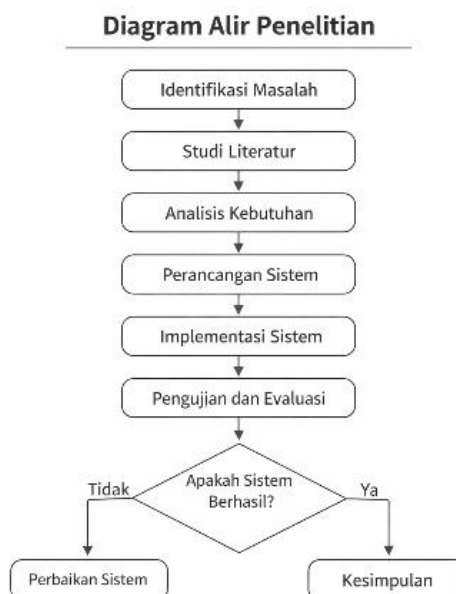 Diagram Alir Penelitian
Identifikasi Masalah
Studi Literatur
Analisis Kebutuhan
Perancangan Sistem
Implementasi Sistem
Pengujian dan Evaluasi
Apakah Sistem
Berhasil?
Tidak
Ya
Perbaikan Sistem
Kesimpulan